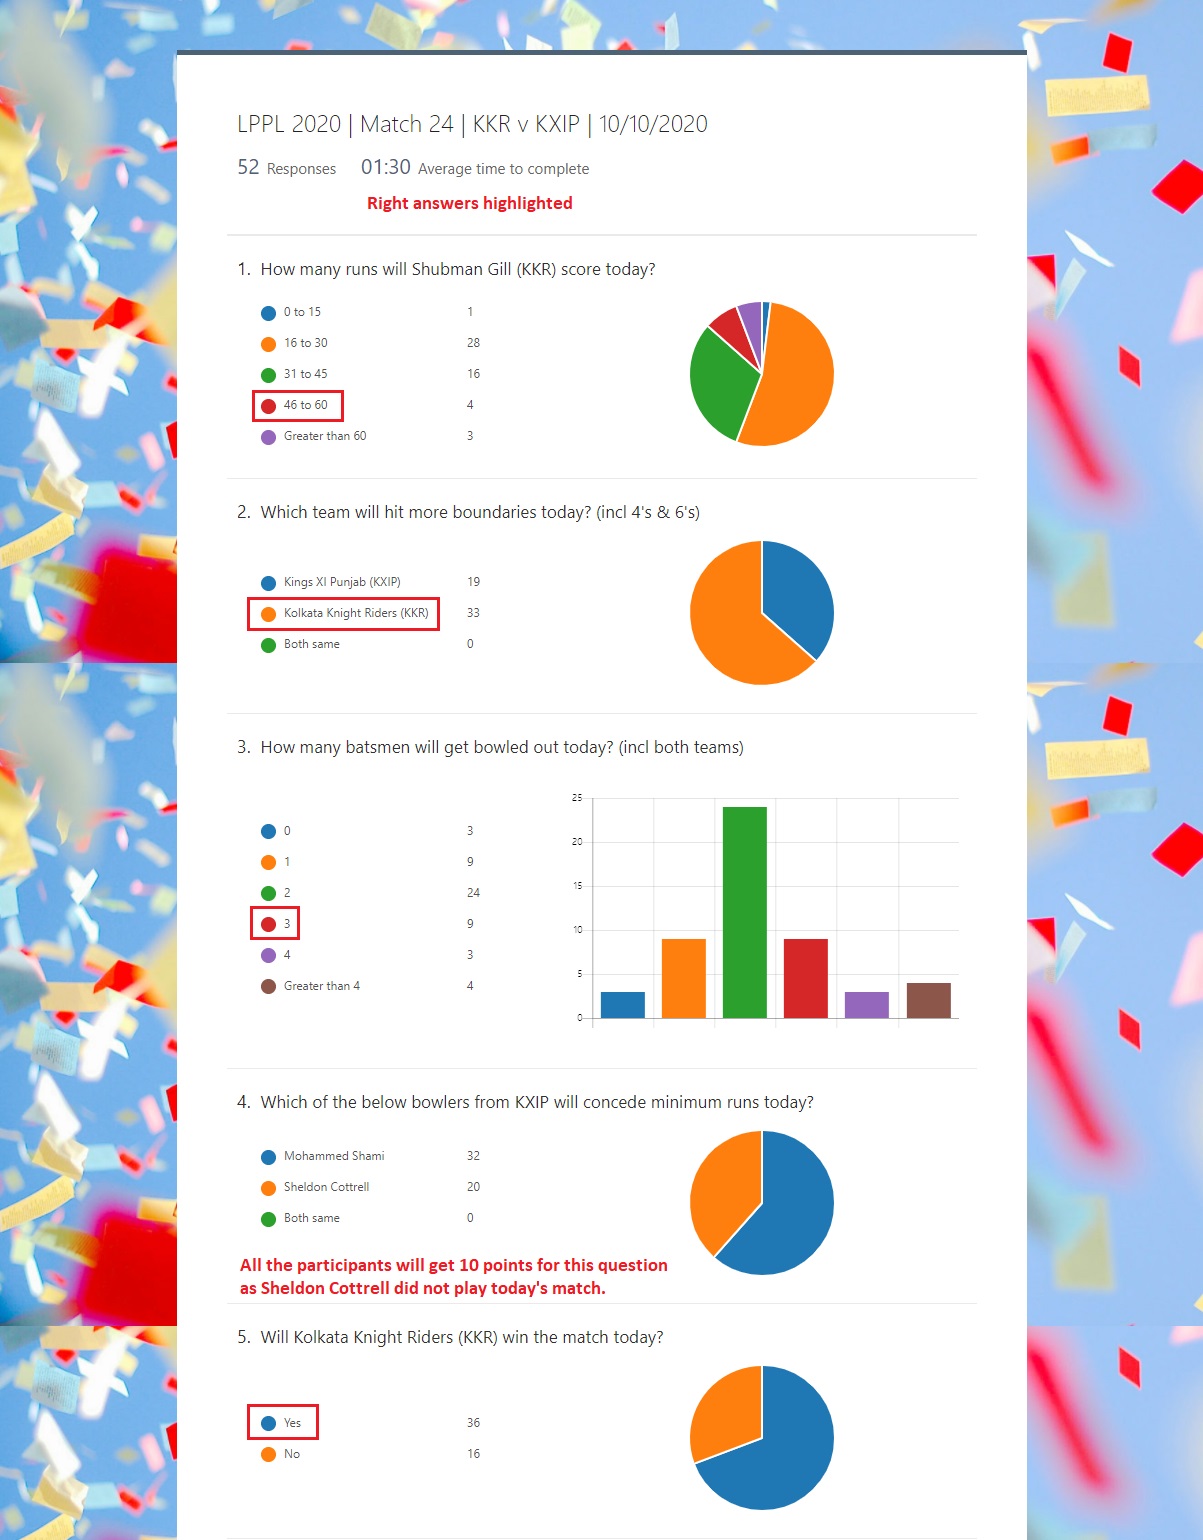 LPPL 2020 | Match 24 | KKR v KXIP | 10/10/2020
52 Responses 01:30 Average time to complete
Right answers highlighted
1. How many runs will Shubman Gill (KKR) score today?
0 to 15 1
16 to 30 28
31 to 45 16
46 to 60 4
Greater than 60 3
2. Which team will hit more boundaries today? (incl 4's & 6's)
Kings XI Punjab (KXIP) 19
Kolkata Knight Riders (KKR) 33
Both same 0
3. How many batsmen will get bowled out today? (incl both teams)
0 3
1 9
2 24
3 9
4 3
Greater than 4 4
25
20
15
10
5
0
4. Which of the below bowlers from KXIP will concede minimum runs today?
Mohammed Shami 32
Sheldon Cottrell 20
Both same 0
All the participants will get 10 points for this question
as Sheldon Cottrell did not play today's match.
5. Will Kolkata Knight Riders (KKR) win the match today?
Yes 36
No 16